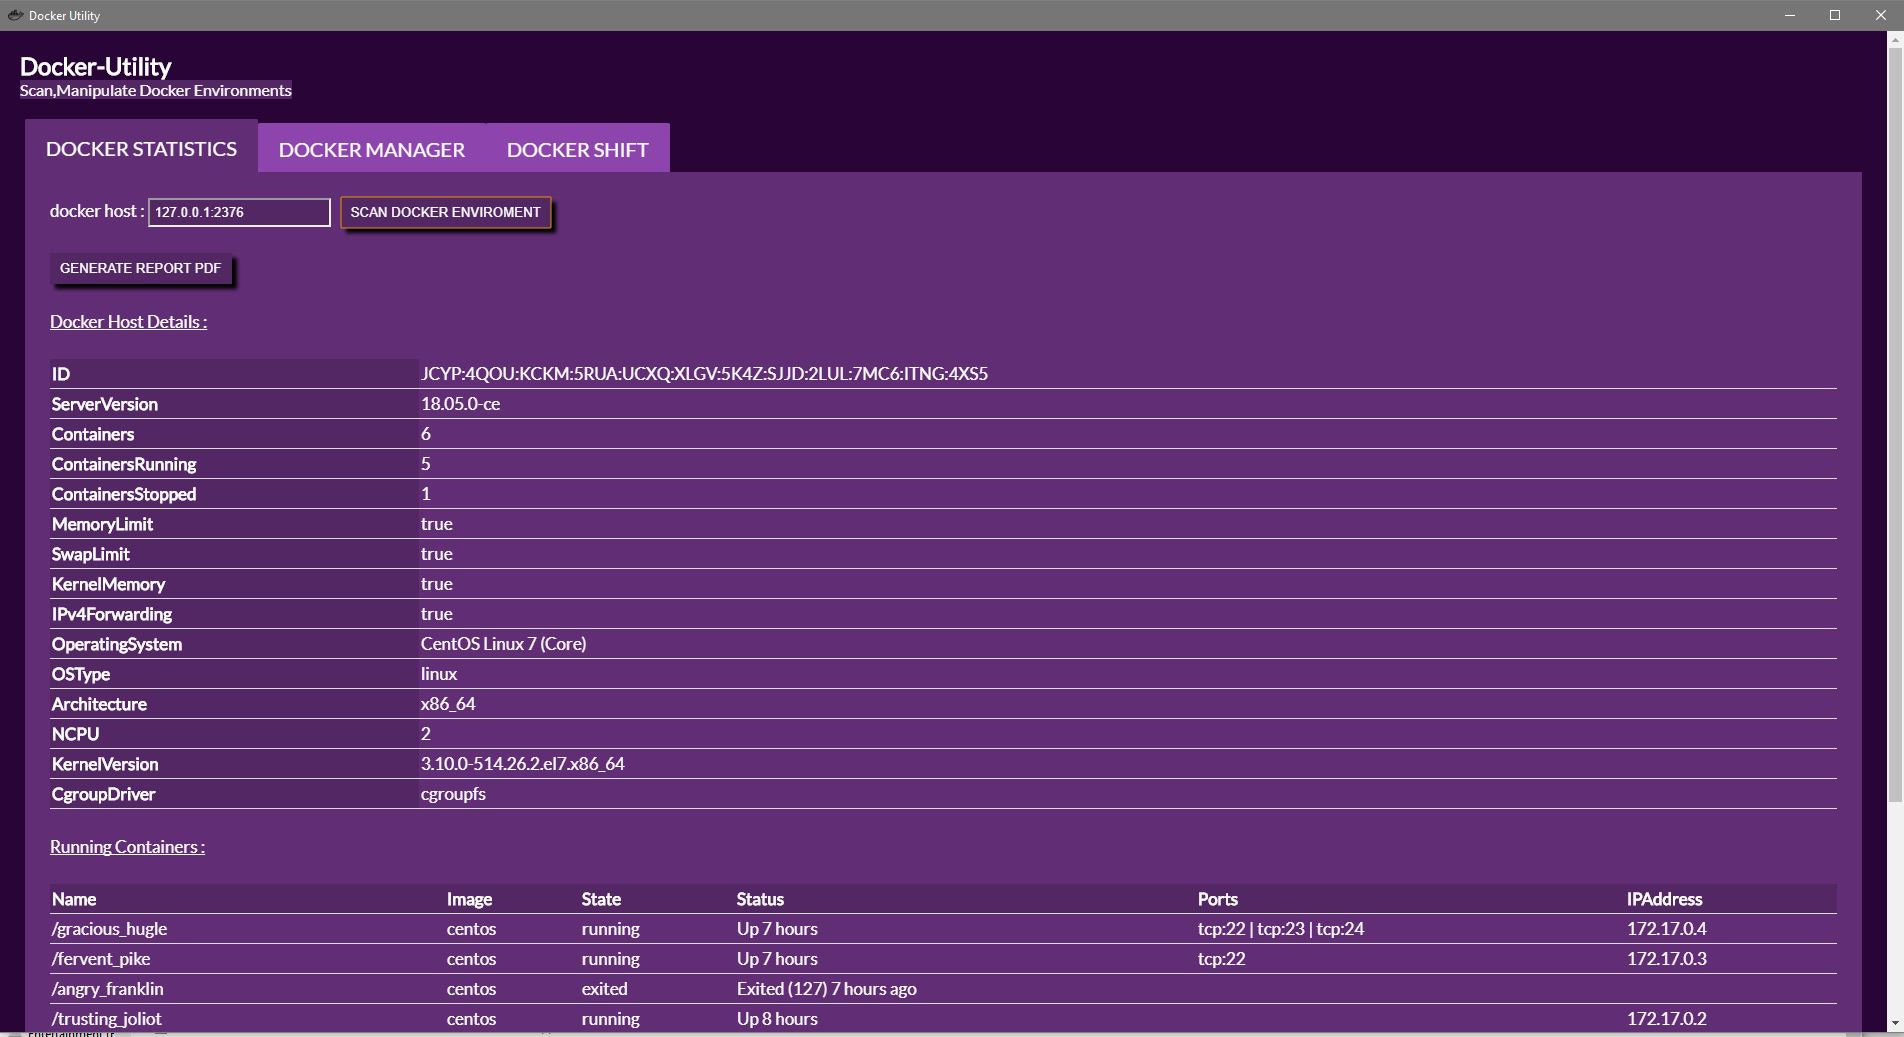 Docker Utility
Docker-Utility
Scan,Manipulate Docker Environments
DOCKER STATISTICS DOCKER MANAGER DOCKER SHIFT
docker host : 127.0.0.1:2376 SCAN DOCKER ENVIROMENT
GENERATE REPORT PDF
Docker Host Details :
ID JCYP:4QOU:KCKM:5RUA:UCXQ:XLGV:5K4Z:SJJD:2LUL:7MC6:ITNG:4XS5
ServerVersion 18.05.0-ce
Containers 6
ContainersRunning 5
ContainersStopped 1
MemoryLimit true
SwapLimit true
KernelMemory true
IPv4Forwarding true
OperatingSystem CentOS Linux 7 (Core)
OSType linux
Architecture x86_64
NCPU 2
KernelVersion 3.10.0-514.26.2.el7.x86_64
CgroupDriver cgroupfs
Running Containers :
Name Image State Status Ports IPAddress
/gracious_hugle centos running Up 7 hours tcp:22 | tcp:23 | tcp:24 172.17.0.4
/fervent_pike centos running Up 7 hours tcp:22 172.17.0.3
/angry_franklin centos exited Exited (127) 7 hours ago
/trusting_joliot centos running Up 8 hours 172.17.0.2